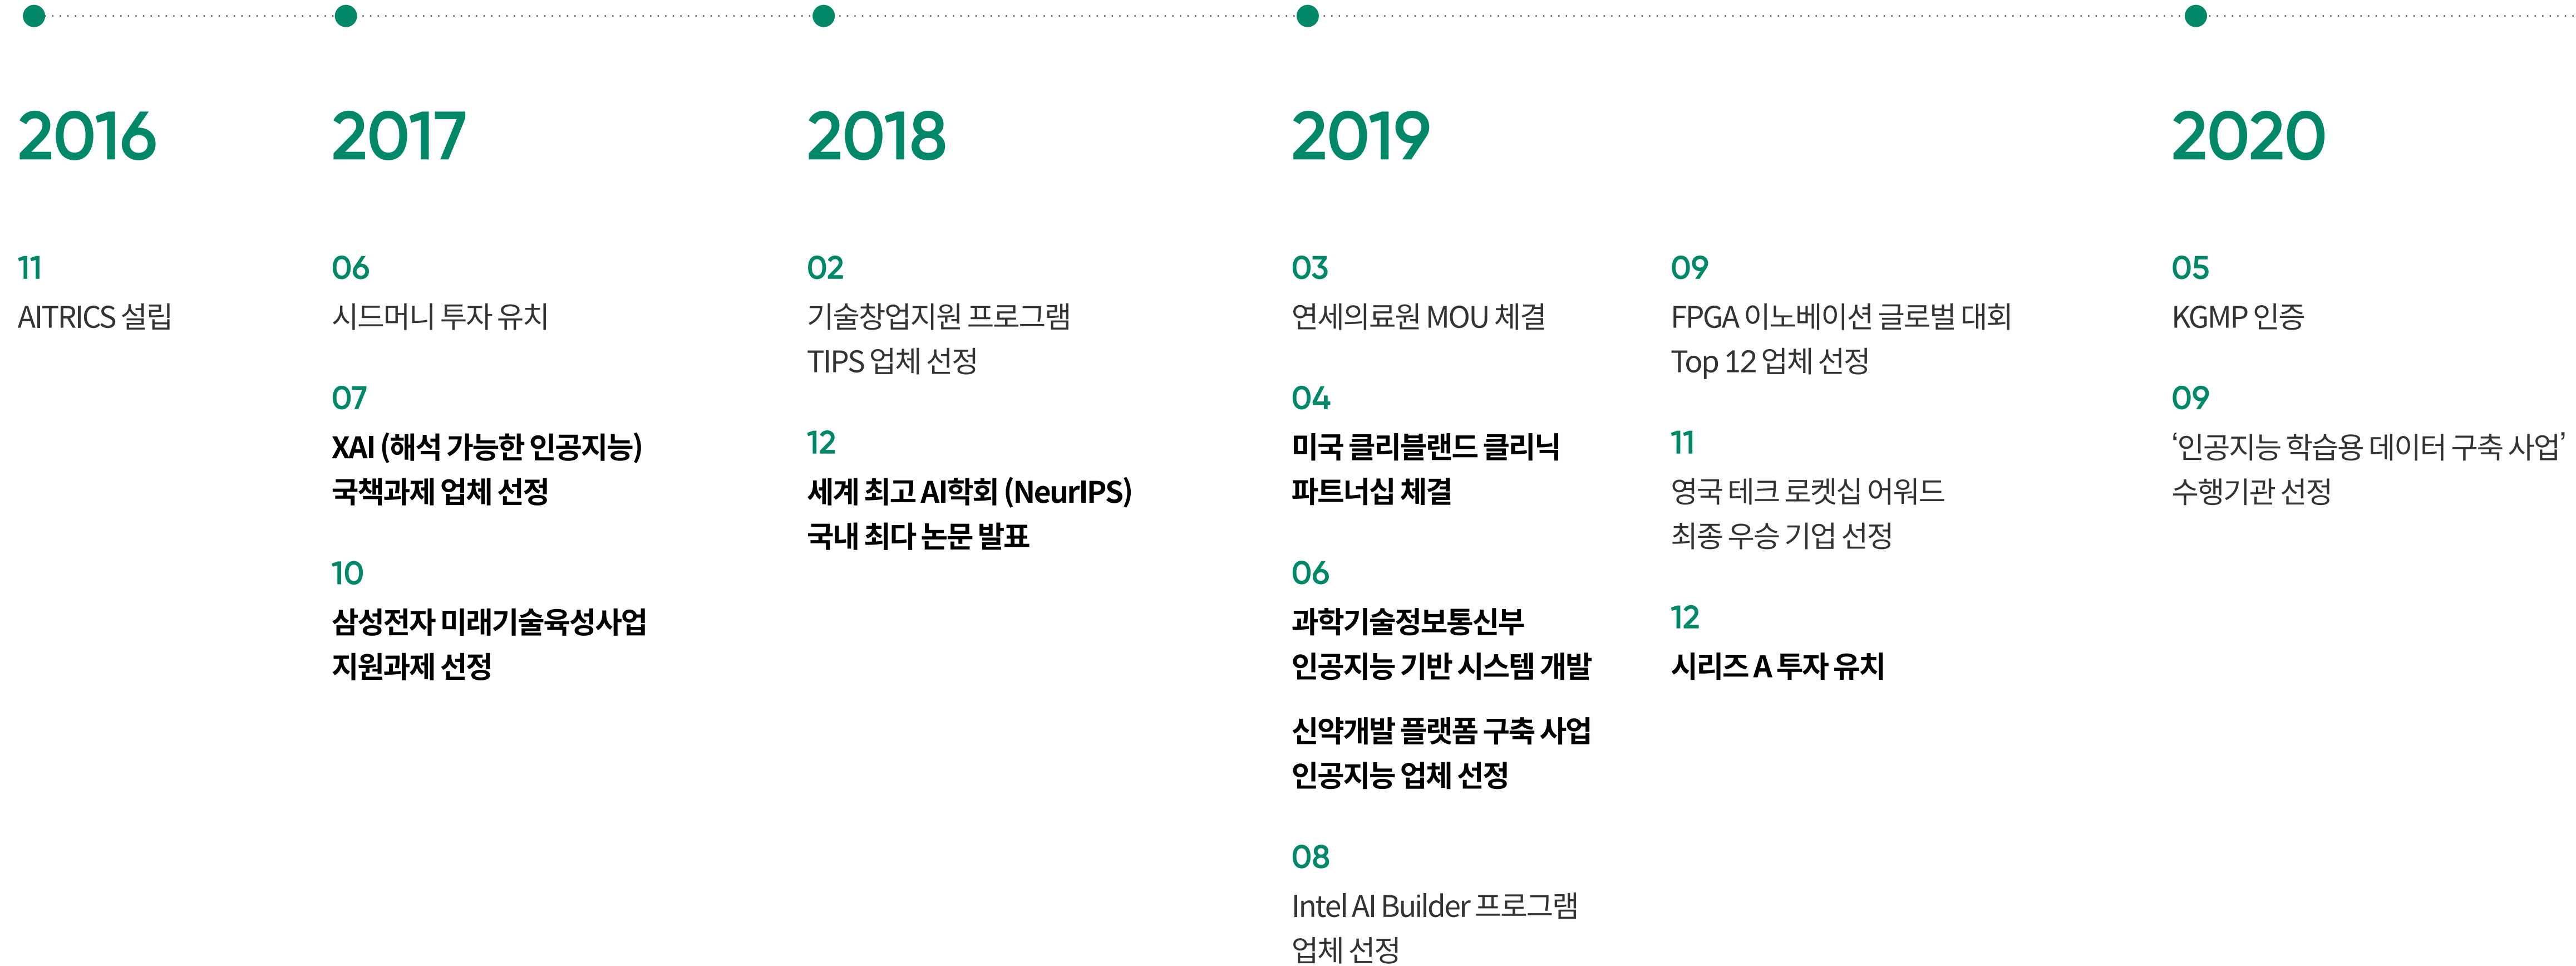 2016
11
AITRICS 설립
2017
06
시드머니 투자 유치
07
XAI (해석 가능한 인공지능)
국책과제 업체 선정
10
삼성전자 미래기술육성사업
지원과제 선정
2018
02
기술창업지원 프로그램
TIPS 업체 선정
12
세계 최고 AI학회 (NeurIPS)
국내 최다 논문 발표
2019
03
연세의료원 MOU 체결
04
미국 클리블랜드 클리닉
파트너십 체결
06
과학기술정보통신부
인공지능 기반 시스템 개발
신약개발 플랫폼 구축 사업
인공지능 업체 선정
08
Intel AI Builder 프로그램
업체 선정
09
FPGA 이노베이션 글로벌 대회
Top 12 업체 선정
11
영국 테크 로켓십 어워드
최종 우승 기업 선정
12
시리즈 A 투자 유치
2020
05
KGMP 인증
09
‘인공지능 학습용 데이터 구축 사업’
수행기관 선정